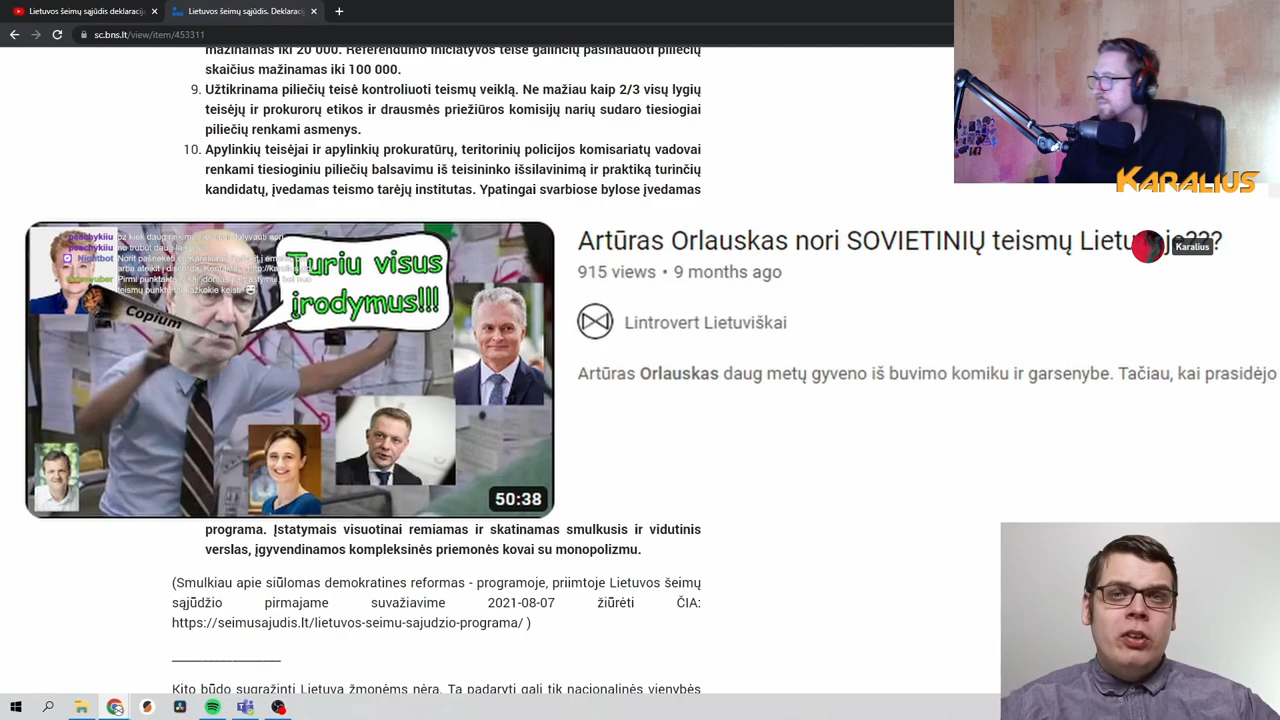 Lietuvos šeimų sąjūdis deklaracij
Lietuvos šeimų sąjūdis. Deklaracij
sc.bns.lt/view/item/453311
mažinamas iki 20 000. Referendumo iniciatyvos teise galinčių pasinaudoti piliečių
skaičius mažinamas iki 100 000.
9. Užtikrinama piliečių teisė kontroliuoti teismų veiklą. Ne mažiau kaip 2/3 visų lygių
teisėjų ir prokurorų etikos ir drausmės priežiūros komisijų narių sudaro tiesiogiai
piliečių renkami asmenys.
10. Apylinkių teisėjai ir apylinkių prokuratūrų, teritorinių policijos komisariatų vadovai
renkami tiesioginiu piliečių balsavimu iš teisininko išsilavinimą ir praktiką turinčių
kandidatų, įvedamas teismo tarėjų institutas. Ypatingai svarbiose bylose įvedamas
KARALIUS
peachykiiu
peachykiiu
Nightbot
Copium
Turiu visus
įrodymus!!!
50:38
Artūras Orlauskas nori SOVIETINIŲ teismų
Karalius
915 views • 9 months ago
Lintrovert Lietuviškai
Artūras Orlauskas daug metų gyveno iš buvimo komiku ir garsenybe. Tačiau, kai prasidėjo
programa. Įstatymais visuotinai remiamas ir skatinamas smulkusis ir vidutinis
verslas, įgyvendinamos kompleksinės priemonės kovai su monopolizmu.
(Smulkiau apie siūlomas demokratines reformas - programoje, priimtoje Lietuvos šeimų
sąjūdžio pirmajame suvažiavime 2021-08-07 žiūrėti ČIA:
https://seimusajudis.lt/lietuvos-seimu-sajudzio-programa/ )
Kito būdo sugrąžinti Lietuvą žmonėms nėra. Tą padaryti gali tik nacionalinės vienybės